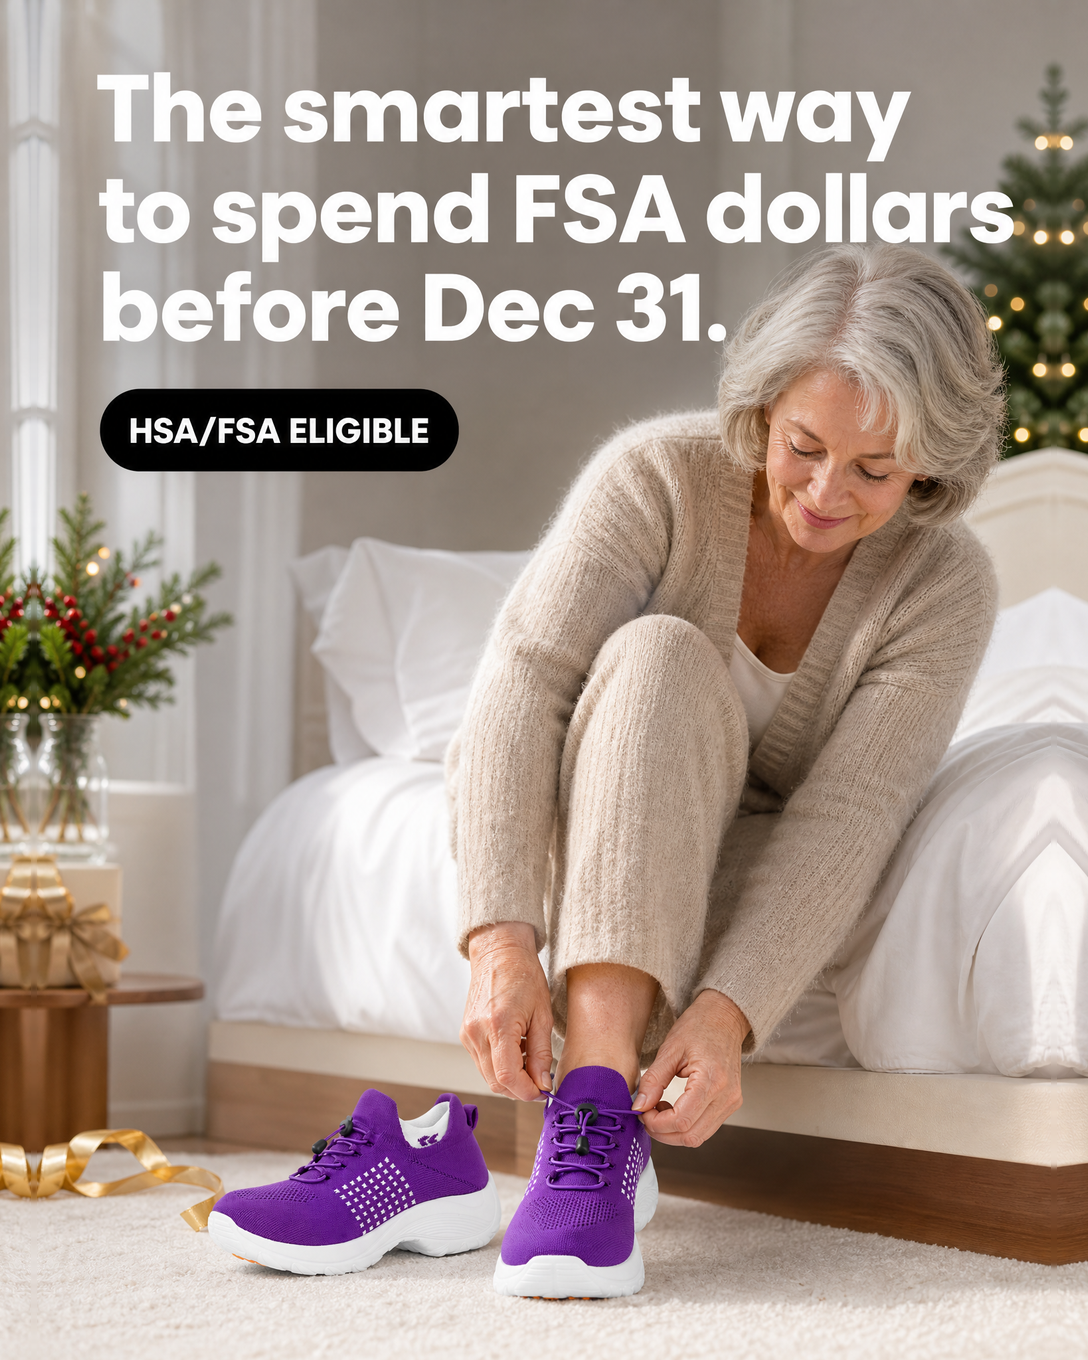 The smartest way
to spend FSA dollars
before Dec 31.
HSA/FSA ELIGIBLE